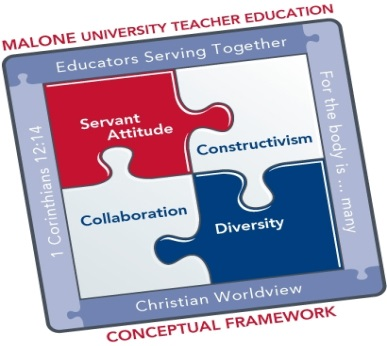 MALONE UNIVERSITY TEACHER EDUCATION
Educators Serving Together
1 Corinthians 12:14
For the body is ... many
Servant
Attitude
Constructivism
Collaboration
Diversity
Christian Worldview
CONCEPTUAL FRAMEWORK